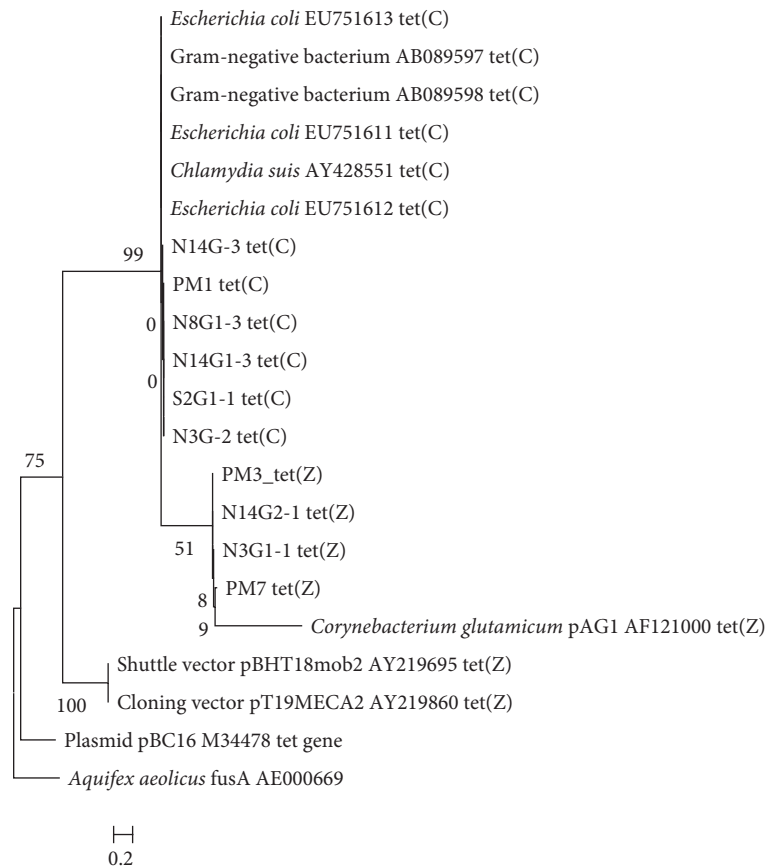 Escherichia coli EU751613 tet(C)
Gram-negative bacterium AB089597 tet(C)
Gram-negative bacterium AB089598 tet(C)
Escherichia coli EU751611 tet(C)
Chlamydia suis AY428551 tet(C)
Escherichia coli EU751612 tet(C)
N14G-3 tet(C)
99
PM1 tet(C)
N8G1-3 tet(C)
0
N14G1-3 tet(C)
0
S2G1-1 tet(C)
N3G-2 tet(C)
75
PM3_tet(Z)
N14G2-1 tet(Z)
N3G1-1 tet(Z)
51
PM7 tet(Z)
8
Corynebacterium glutamicum pAG1 AF121000 tet(Z)
9
Shuttle vector pBHT18mob2 AY219695 tet(Z)
Cloning vector pT19MECA2 AY219860 tet(Z)
100
Plasmid pBC16 M34478 tet gene
Aquifex aeolicus fusA AE000669
0.2